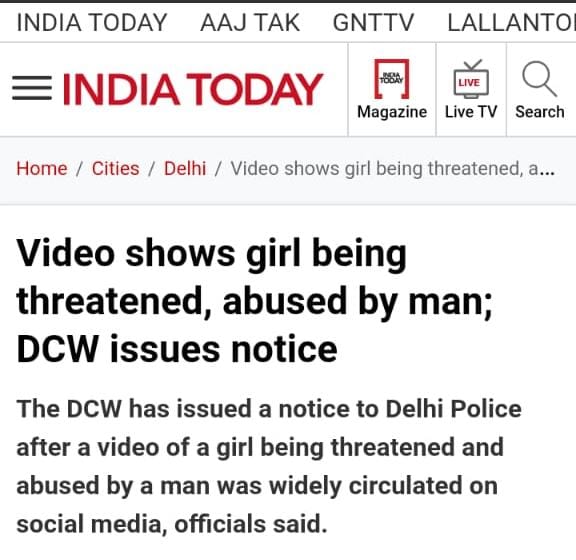 INDIA TODAY AAJ TAK GNTTV LALLANTO
INDIA TODAY
INDIA TODAY
LIVE
Magazine Live TV Search
Home / Cities / Delhi / Video shows girl being threatened, a...
Video shows girl being
threatened, abused by man;
DCW issues notice
The DCW has issued a notice to Delhi Police
after a video of a girl being threatened and
abused by a man was widely circulated on
social media, officials said.